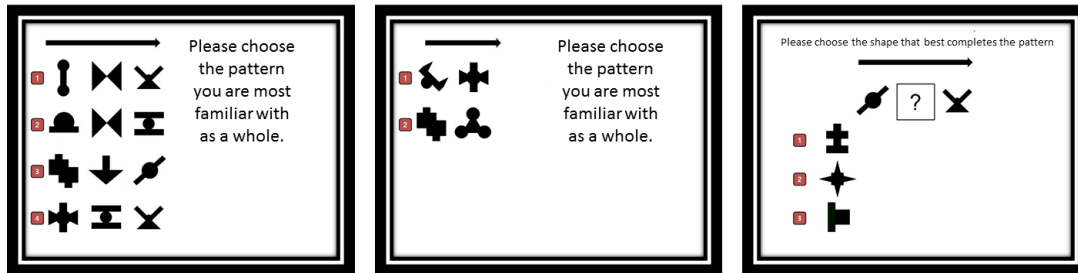 Please choose
the pattern
you are most
familiar with
as a whole.
1
2
3
4
Please choose
the pattern
you are most
familiar with
as a whole.
1
2
Please choose the shape that best completes the pattern
?
1
2
3